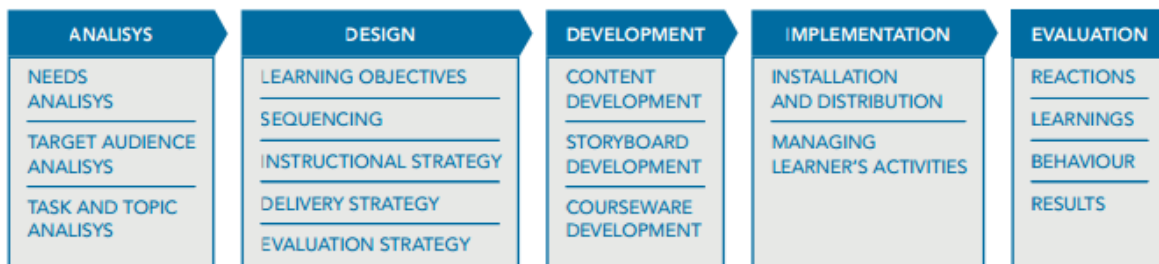 ANALISYS
NEEDS
ANALISYS
TARGET AUDIENCE
ANALISYS
TASK AND TOPIC
ANALISYS
DESIGN
LEARNING OBJECTIVES
SEQUENCING
INSTRUCTIONAL STRATEGY
DELIVERY STRATEGY
EVALUATION STRATEGY
DEVELOPMENT
CONTENT
DEVELOPMENT
STORYBOARD
DEVELOPMENT
COURSEWARE
DEVELOPMENT
IMPLEMENTATION
INSTALLATION
AND DISTRIBUTION
MANAGING
LEARNER'S ACTIVITIES
EVALUATION
REACTIONS
LEARNINGS
BEHAVIOUR
RESULTS